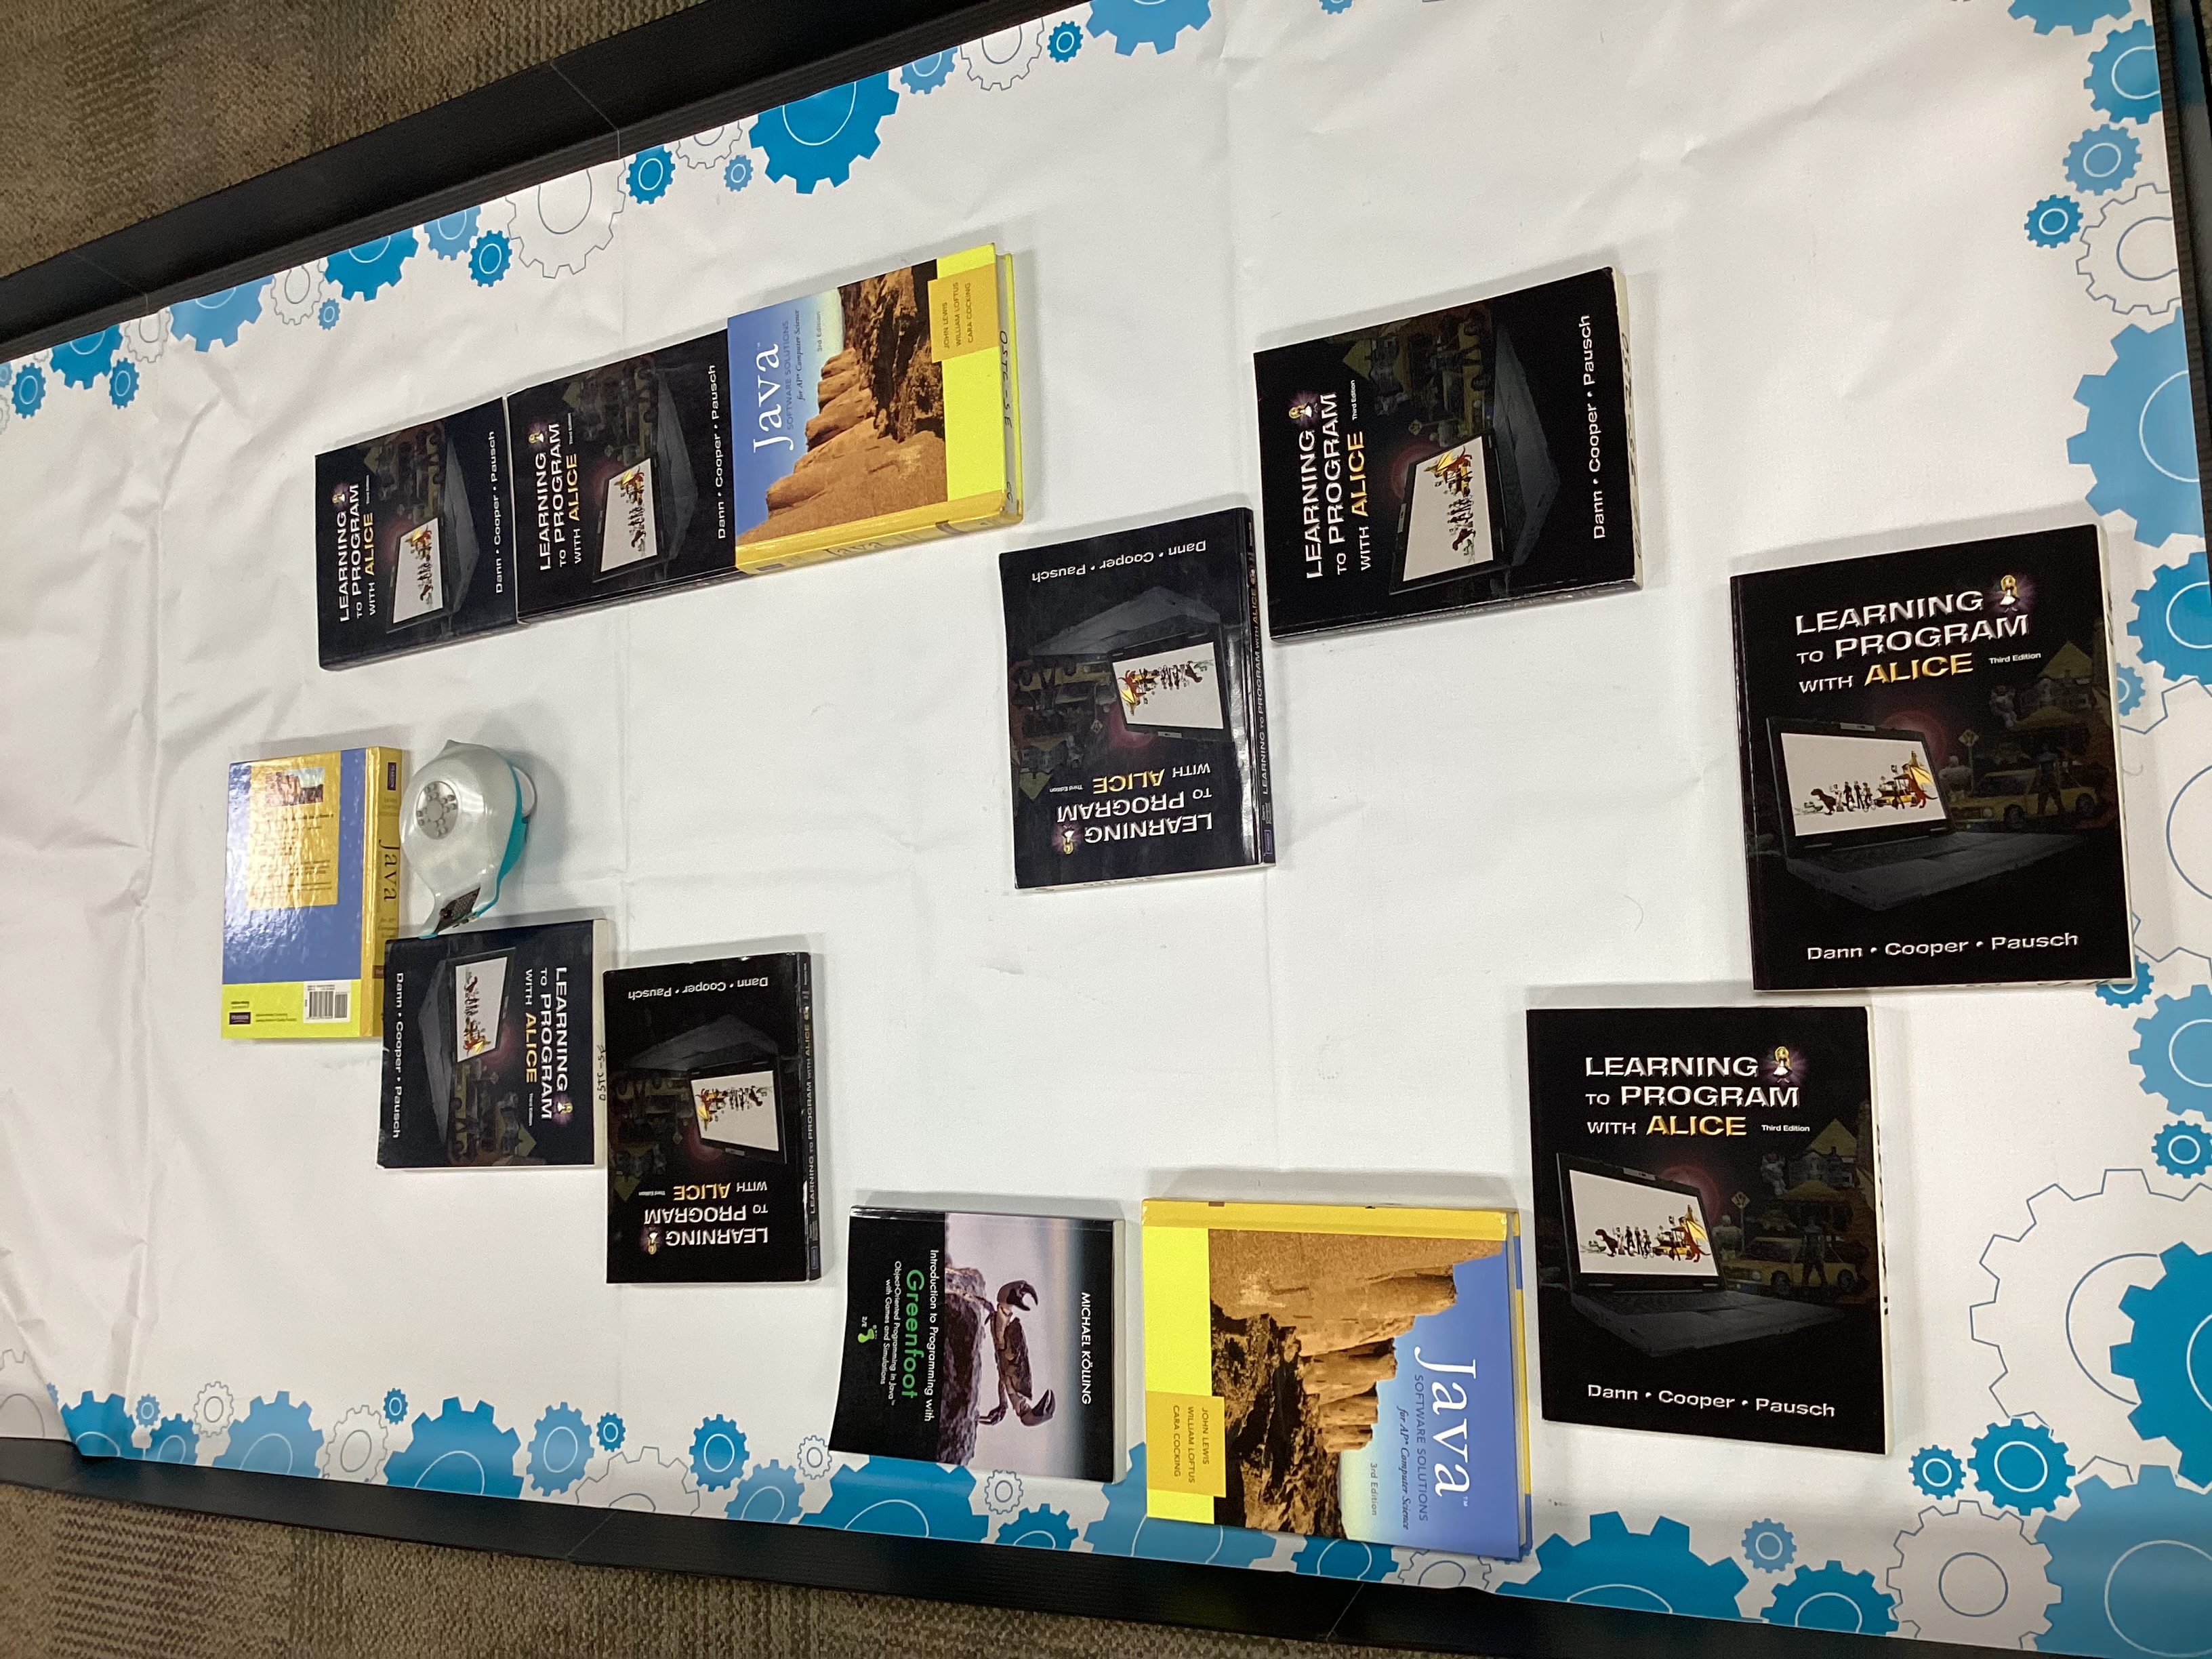 Java
LEARNING
TO PROGRAM
WITH ALICE Third Edition
Dann • Cooper • Pausch
LEARNING
TO PROGRAM
WITH ALICE Third Edition
Dann • Cooper • Pausch
OSTC-SE
LEARNING
TO PROGRAM
WITH ALICE Third Edition
Dann • Cooper • Pausch
LEARNING
TO PROGRAM
WITH ALICE Third Edition
Dann • Cooper • Pausch
LEARNING TO PROGRAM WITH ALICE
Java
SOFTWARE SOLUTIONS
for AP® Computer Science
3rd Edition
JOHN LEWIS
WILLIAM LOFTUS
CARA COCKING
Introduction to Programming with
Greenfoot
Object-Oriented Programming in Java™
with Games and Simulations
MICHAEL KÖLLING
LEARNING
TO PROGRAM
WITH ALICE Third Edition
Dann • Cooper • Pausch
LEARNING TO PROGRAM WITH ALICE
Java™
SOFTWARE SOLUTIONS
for AP® Computer Science
3rd Edition
JOHN LEWIS
WILLIAM LOFTUS
CARA COCKING
LEARNING
TO PROGRAM
WITH ALICE Third Edition
Dann • Cooper • Pausch
LEARNING
TO PROGRAM
WITH ALICE Third Edition
Dann • Cooper • Pausch
LEARNING
TO PROGRAM
WITH ALICE Third Edition
Dann • Cooper • Pausch